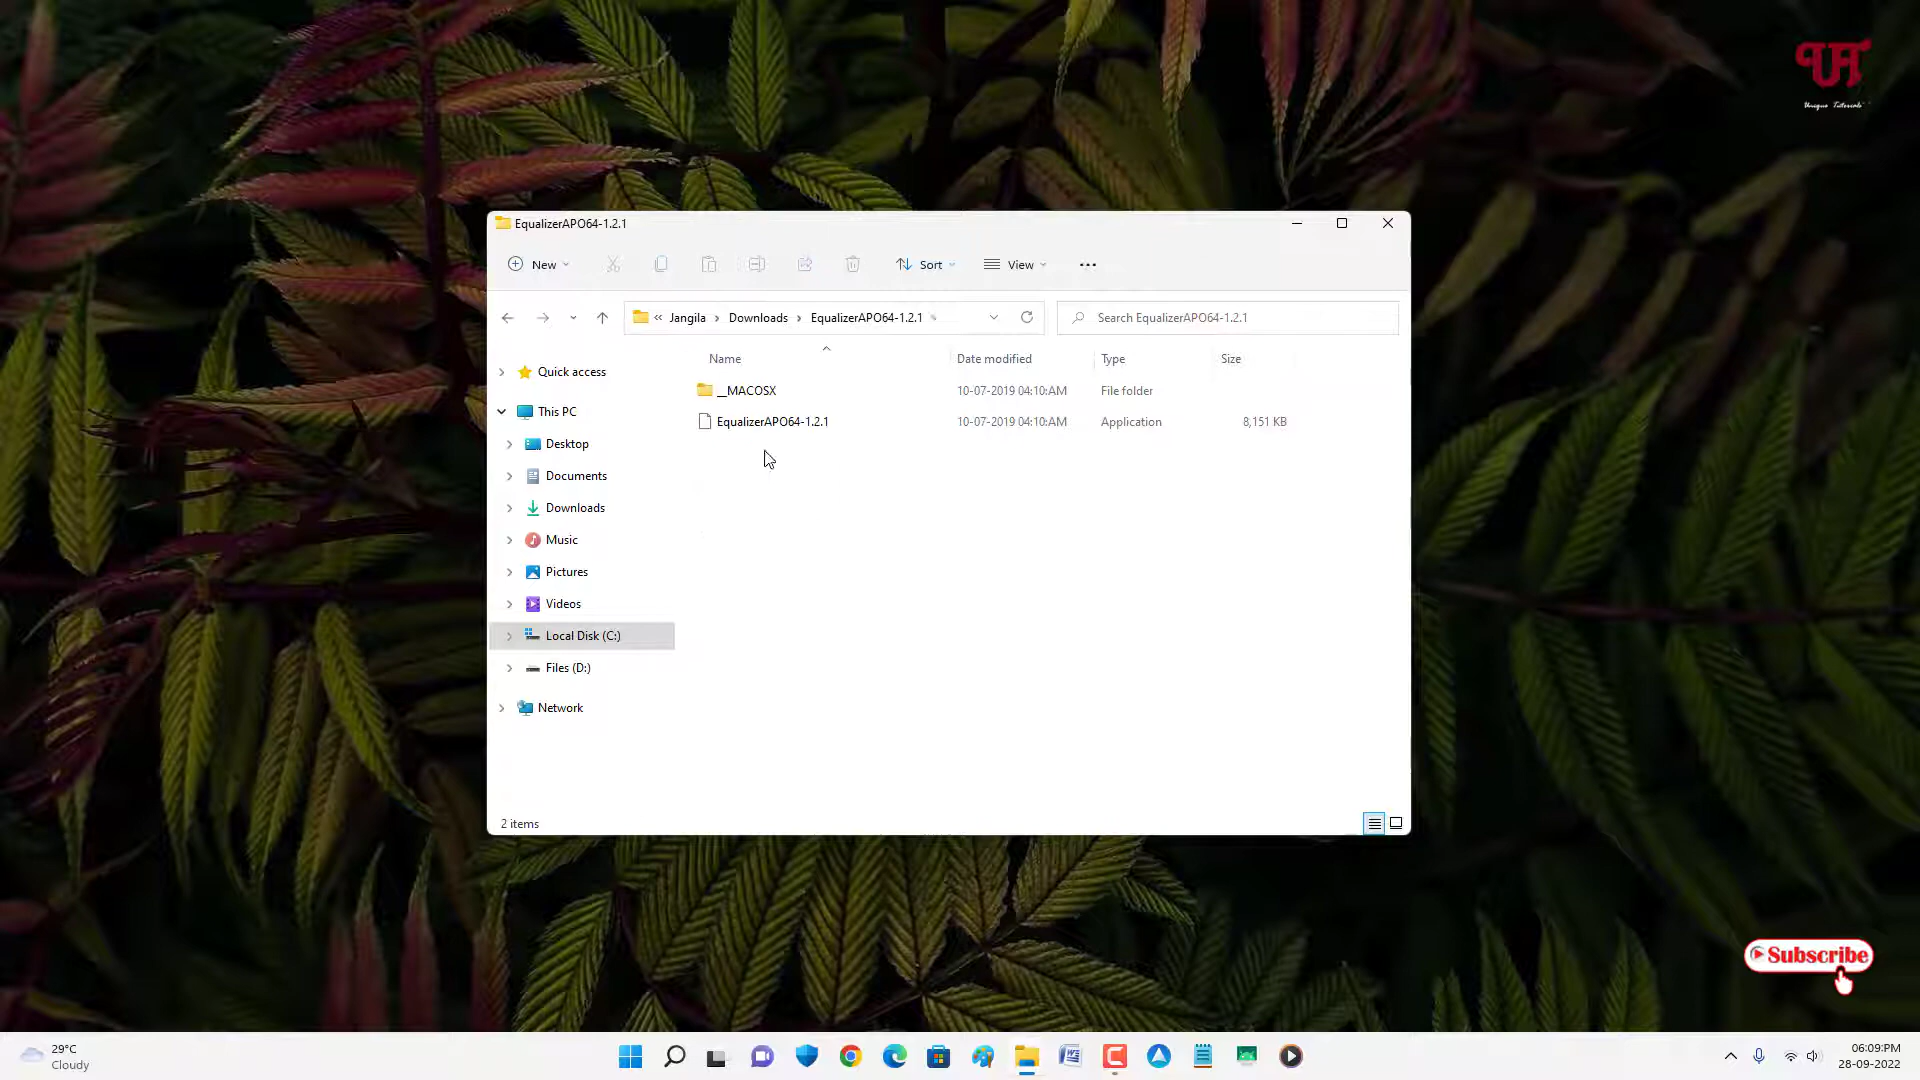 UT
Unique Tutorials
EqualizerAPO64-1.2.1
New
Sort
View
Jangila
Downloads
EqualizerAPO64-1.2.1
Search EqualizerAPO64-1.2.1
Name
Date modified
Type
Size
Quick access
__MACOSX
10-07-2019 04:10:AM
File folder
This PC
EqualizerAPO64-1.2.1
10-07-2019 04:10:AM
Application
8,151 KB
Desktop
Documents
Downloads
Music
Pictures
Videos
Local Disk (C:)
Files (D:)
Network
2 items
Subscribe
29°C
Cloudy
06:09:PM
28-09-2022